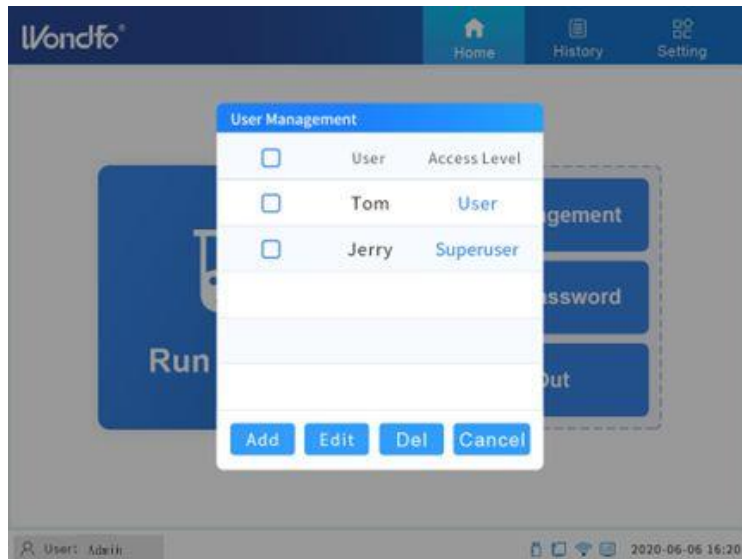 Wondfo®
Home
History
Setting
User Management
User
Access Level
Tom
User
Jerry
Superuser
gement
ssword
Run
Out
Add
Edit
Del
Cancel
User: Admin
2020-06-06 16:20